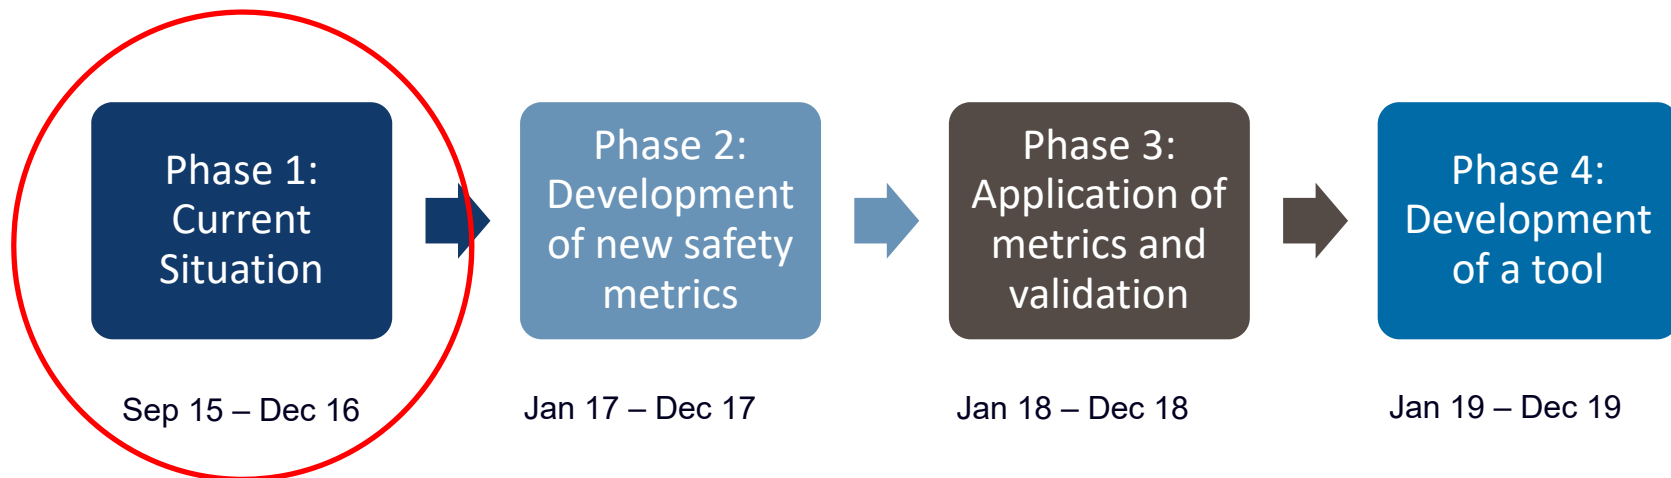 Phase 1:
Current
Situation
Sep 15 – Dec 16
Phase 2:
Development
of new safety
metrics
Jan 17 – Dec 17
Phase 3:
Application of
metrics and
validation
Jan 18 – Dec 18
Phase 4:
Development
of a tool
Jan 19 – Dec 19